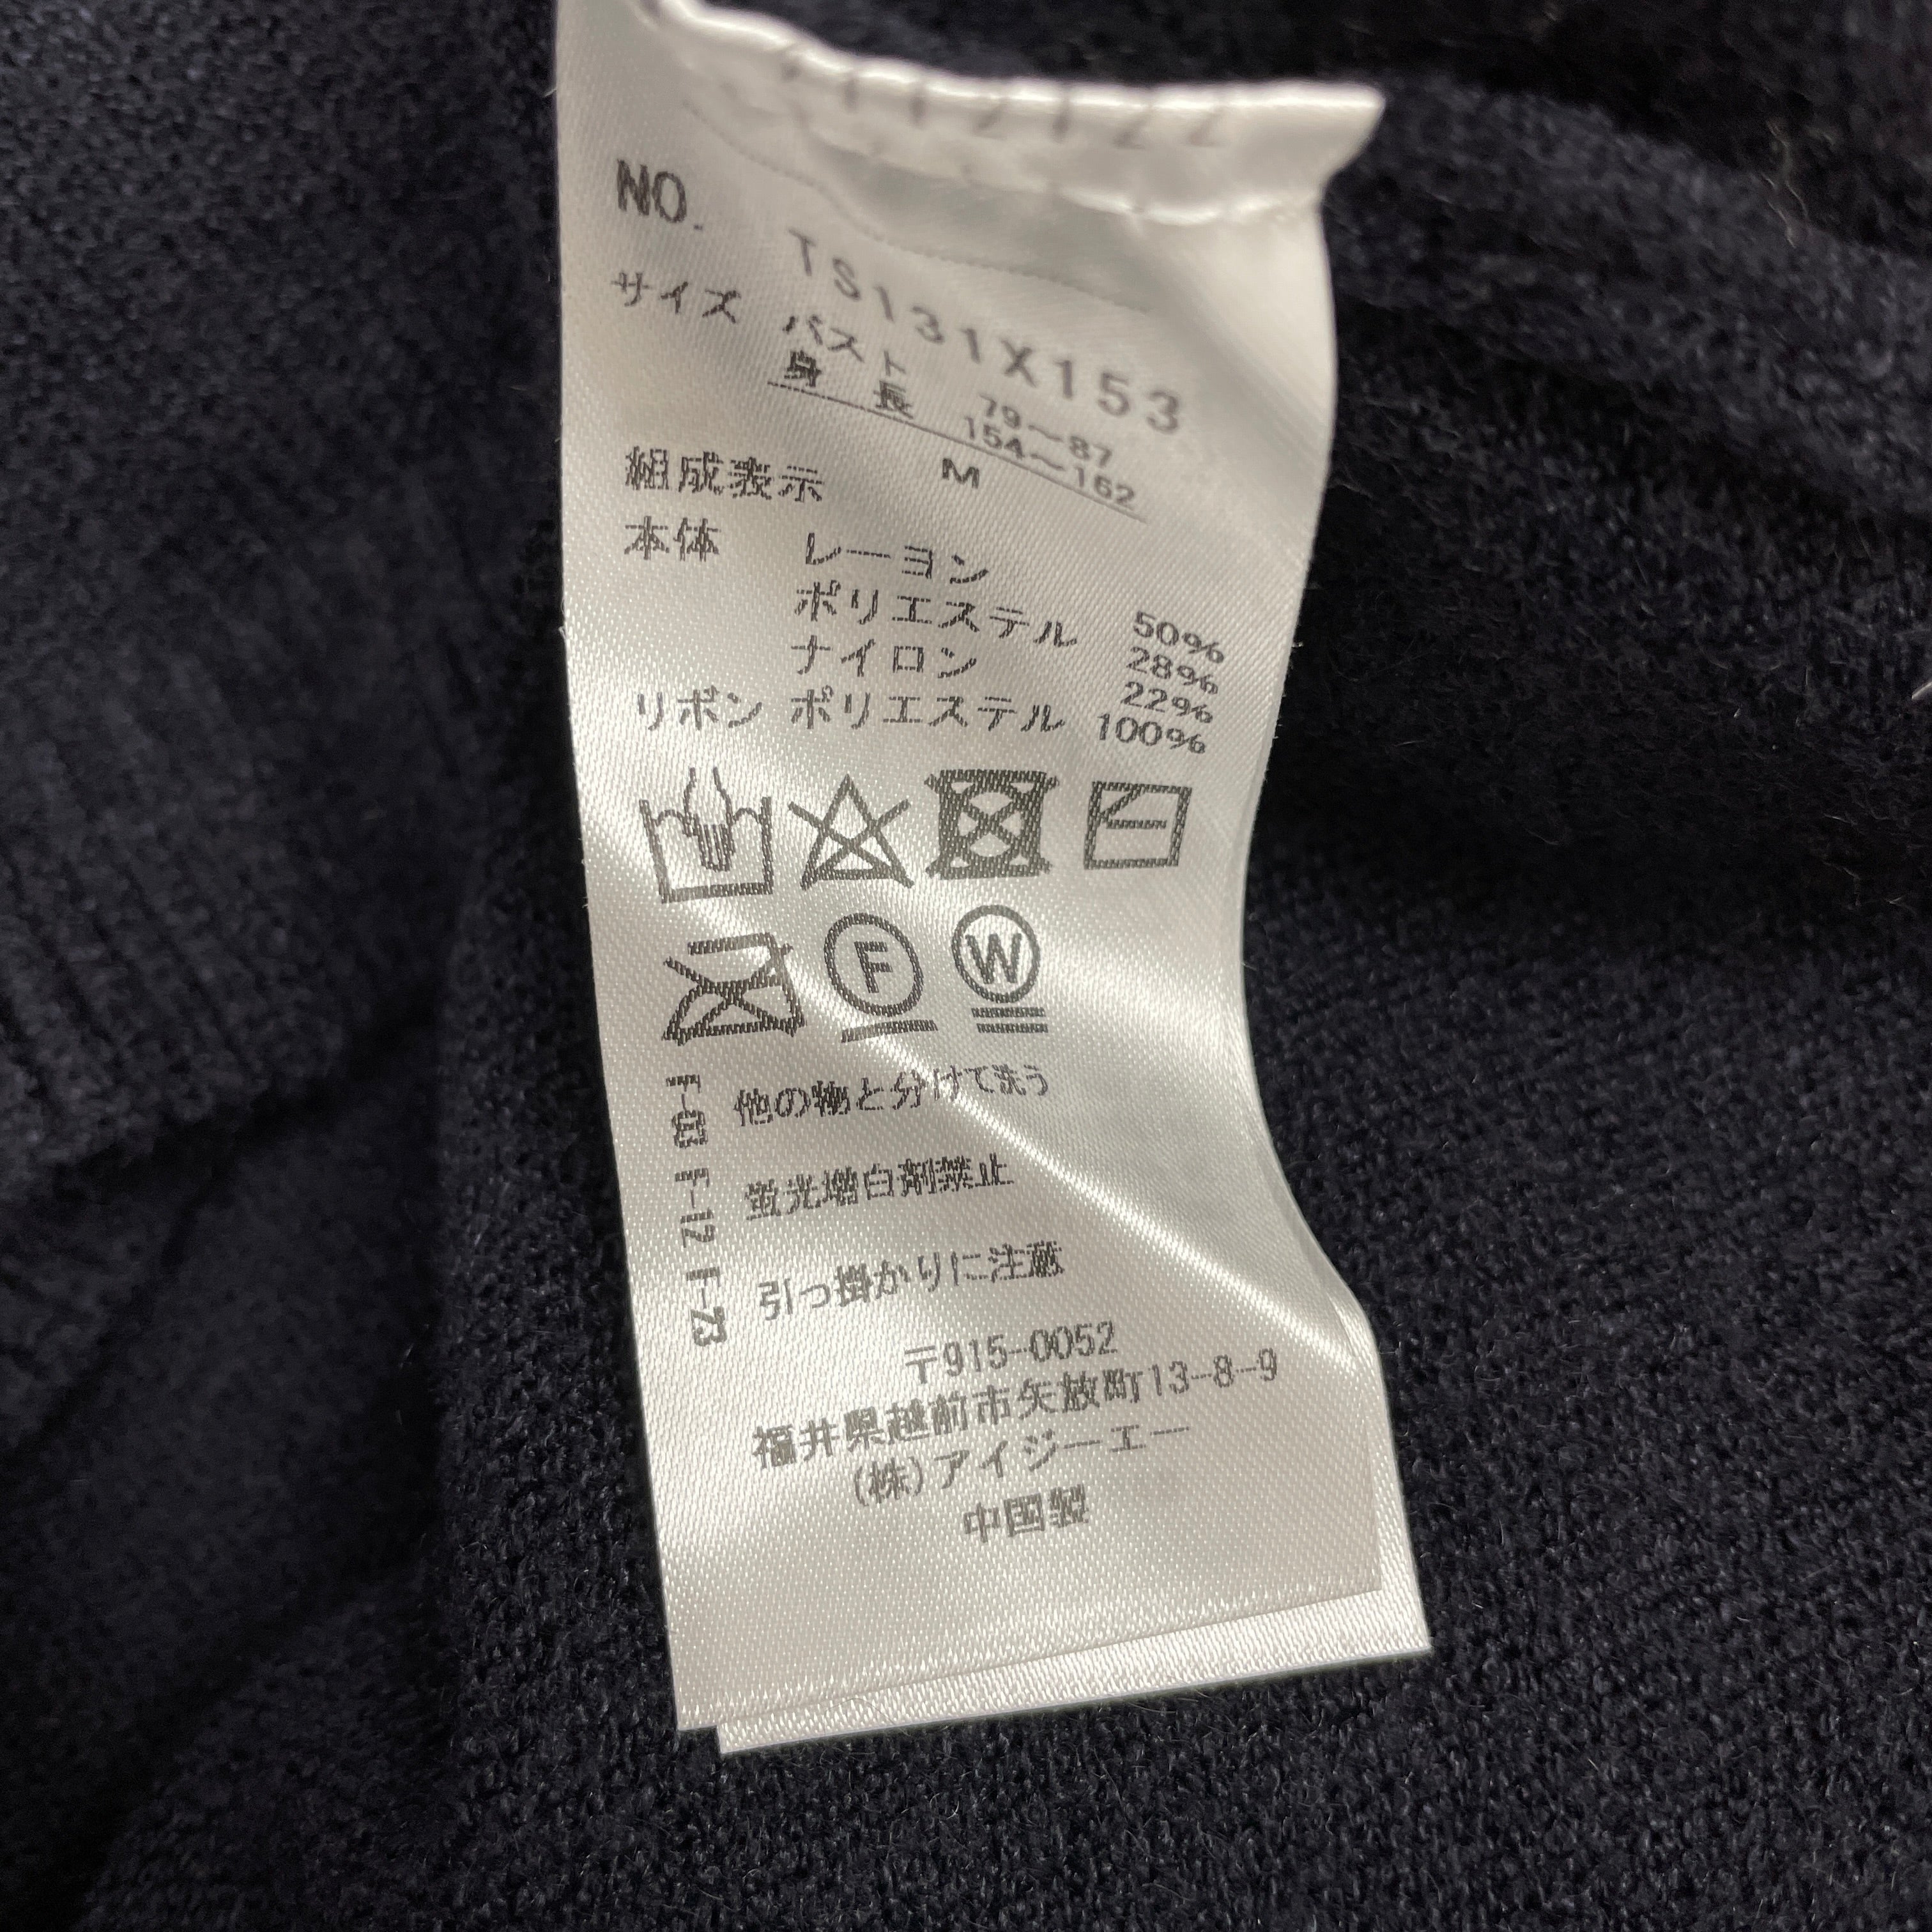 NO. TS131X153
サイズ バスト 79〜87
身長 154〜162
M
組成表示
本体 レーヨン 50%
ポリエステル 28%
ナイロン 22%
リボン ポリエステル 100%
F
W
他の物と分けて洗う
蛍光増白剤禁止
F-12
引っ掛かりに注意
F-73
〒915-0052
福井県越前市矢放町13-8-9
(株)アイジーエー
中国製